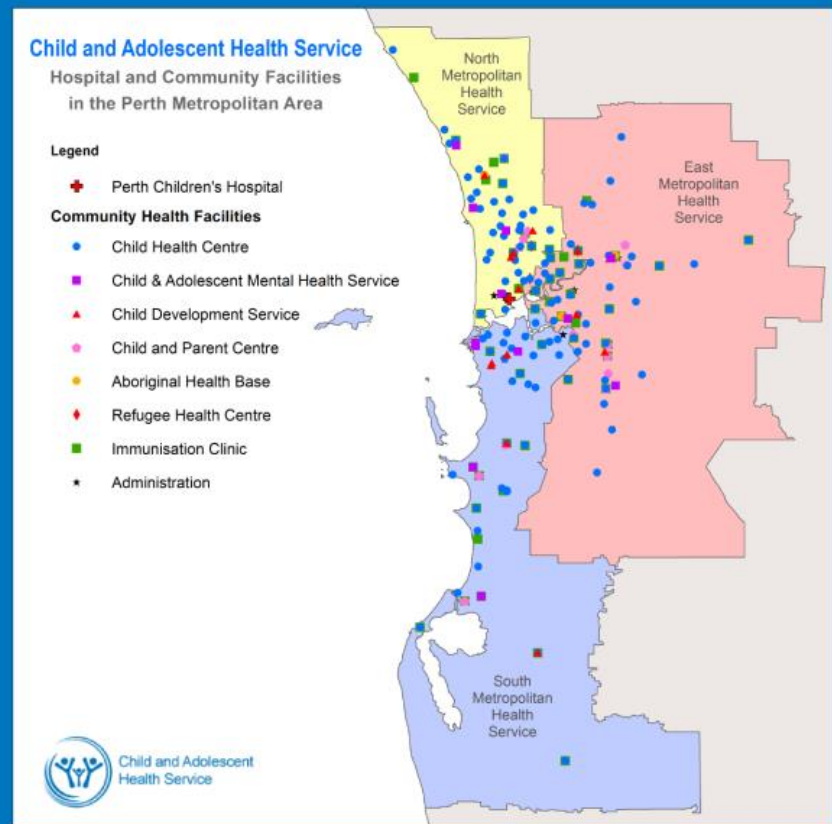 Child and Adolescent Health Service
Hospital and Community Facilities
in the Perth Metropolitan Area
Legend
Perth Children's Hospital
Community Health Facilities
Child Health Centre
Child & Adolescent Mental Health Service
Child Development Service
Child and Parent Centre
Aboriginal Health Base
Refugee Health Centre
Immunisation Clinic
Administration
North
Metropolitan
Health
Service
East
Metropolitan
Health
Service
South
Metropolitan
Health
Service
Child and Adolescent
Health Service